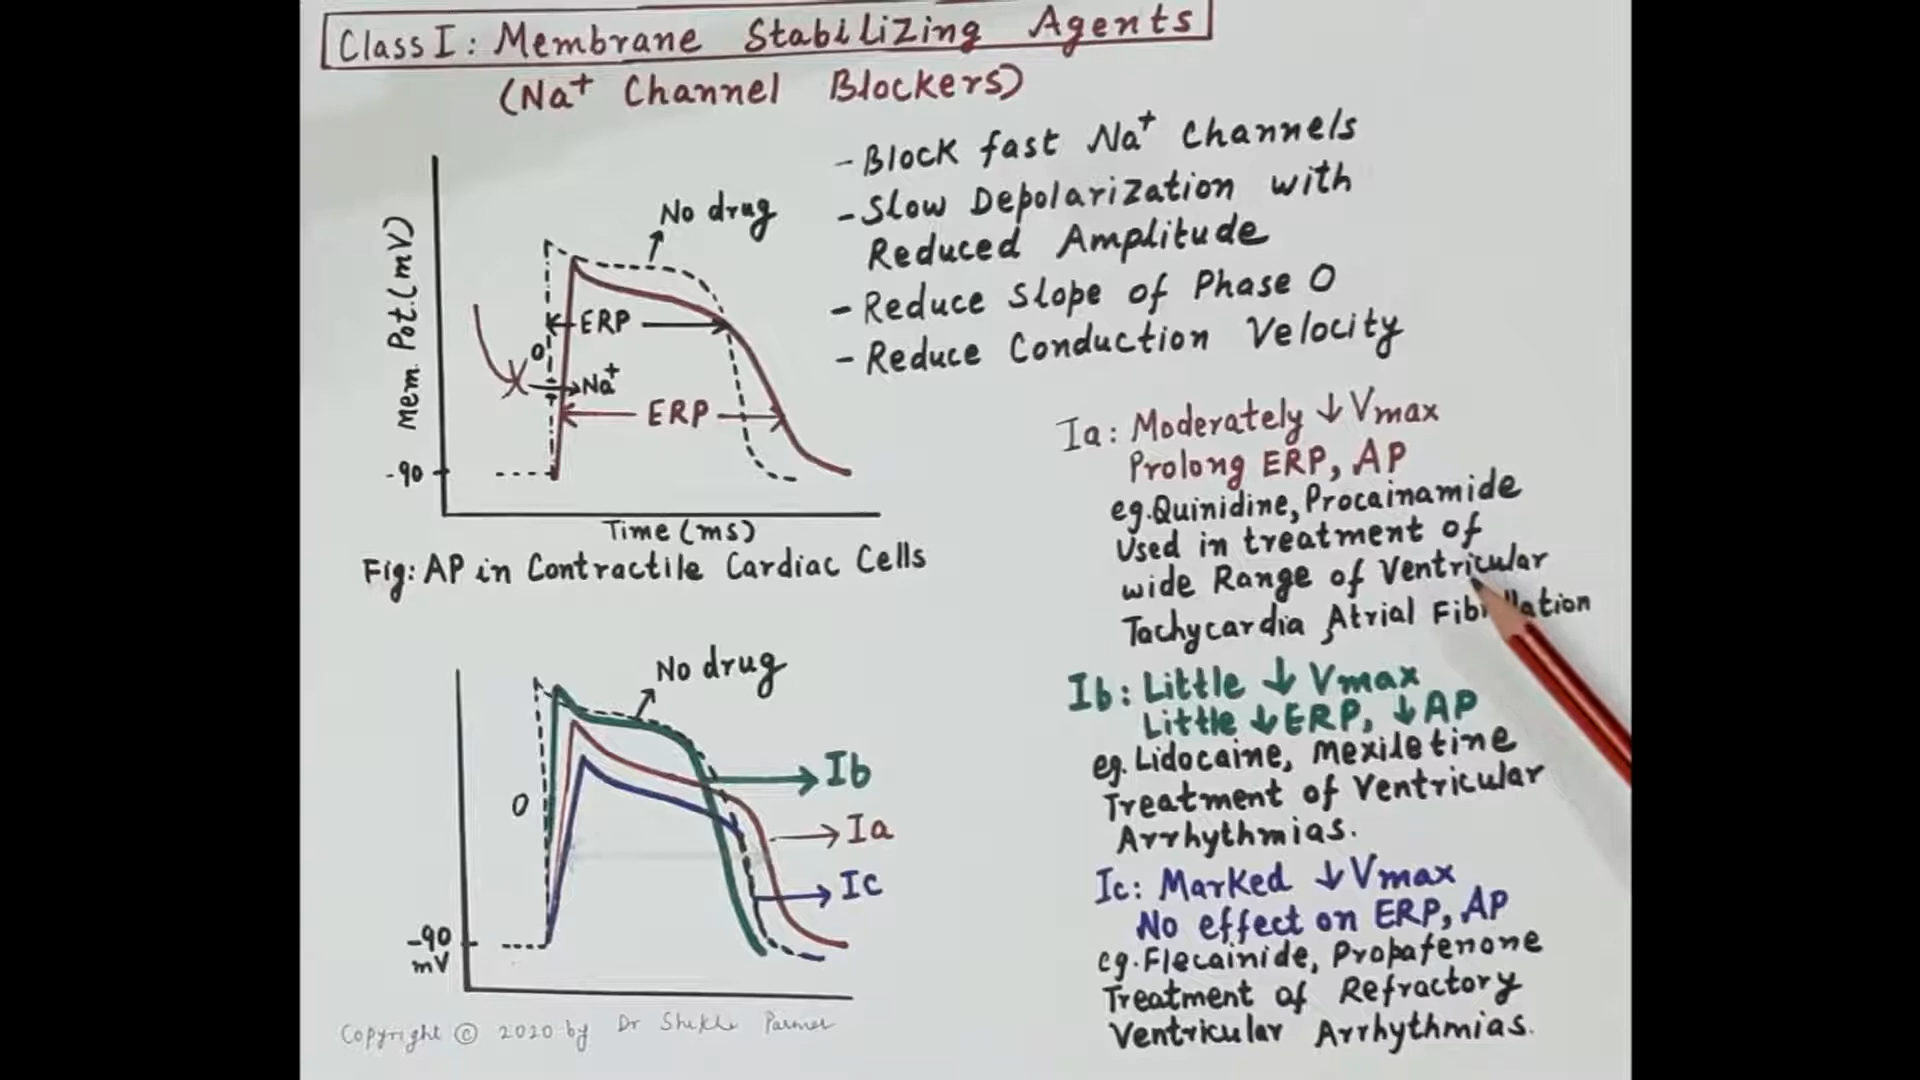 Class I: Membrane Stabilizing Agents
(Na+ Channel Blockers)
- Block fast Na+ Channels
- Slow Depolarization with
Reduced Amplitude
- Reduce Slope of Phase 0
- Reduce Conduction Velocity
Mem. Pot. (mV)
No drug
ERP
0
Na+
ERP
-90
Time (ms)
Fig: AP in Contractile Cardiac Cells
Ia: Moderately ↓ Vmax
Prolong ERP, AP
eg. Quinidine, Procainamide
Used in treatment of
wide Range of Ventricular
Tachycardia, Atrial
No drug
0
Ib
Ia
Ic
-90
mV
Ib: Little ↓ Vmax
Little ↓ ERP, ↓ AP
eg. Lidocaine, Mexiletine
Treatment of Ventricular
Arrhythmias.
Ic: Marked ↓ Vmax
No effect on ERP, AP
eg. Flecainide, Propafenone
Treatment of Refractory
Ventricular Arrhythmias.
Copyright © 2020 by Dr